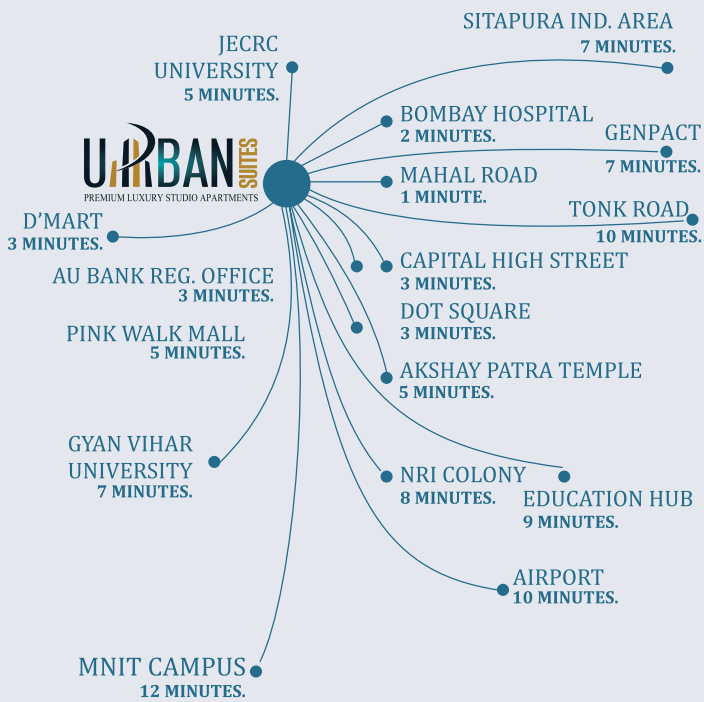 SITAPURA IND. AREA
7 MINUTES.
JECRC
UNIVERSITY
5 MINUTES.
BOMBAY HOSPITAL
2 MINUTES.
GENPACT
7 MINUTES.
URBAN
SUITES
PREMIUM LUXURY STUDIO APARTMENTS
MAHAL ROAD
1 MINUTE.
TONK ROAD
10 MINUTES.
D'MART
3 MINUTES.
AU BANK REG. OFFICE
3 MINUTES.
CAPITAL HIGH STREET
3 MINUTES.
DOT SQUARE
3 MINUTES.
PINK WALK MALL
5 MINUTES.
AKSHAY PATRA TEMPLE
5 MINUTES.
GYAN VIHAR
UNIVERSITY
7 MINUTES.
NRI COLONY
8 MINUTES.
EDUCATION HUB
9 MINUTES.
AIRPORT
10 MINUTES.
MNIT CAMPUS
12 MINUTES.